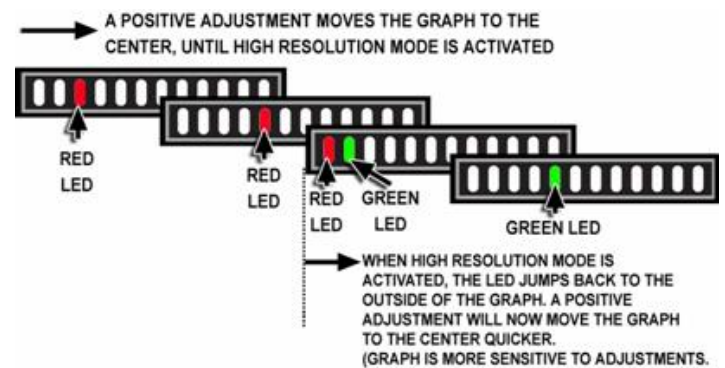 A POSITIVE ADJUSTMENT MOVES THE GRAPH TO THE
CENTER, UNTIL HIGH RESOLUTION MODE IS ACTIVATED
RED
LED
RED
LED
RED
LED
GREEN
LED
GREEN LED
WHEN HIGH RESOLUTION MODE IS
ACTIVATED, THE LED JUMPS BACK TO THE
OUTSIDE OF THE GRAPH. A POSITIVE
ADJUSTMENT WILL NOW MOVE THE GRAPH
TO THE CENTER QUICKER.
(GRAPH IS MORE SENSITIVE TO ADJUSTMENTS.